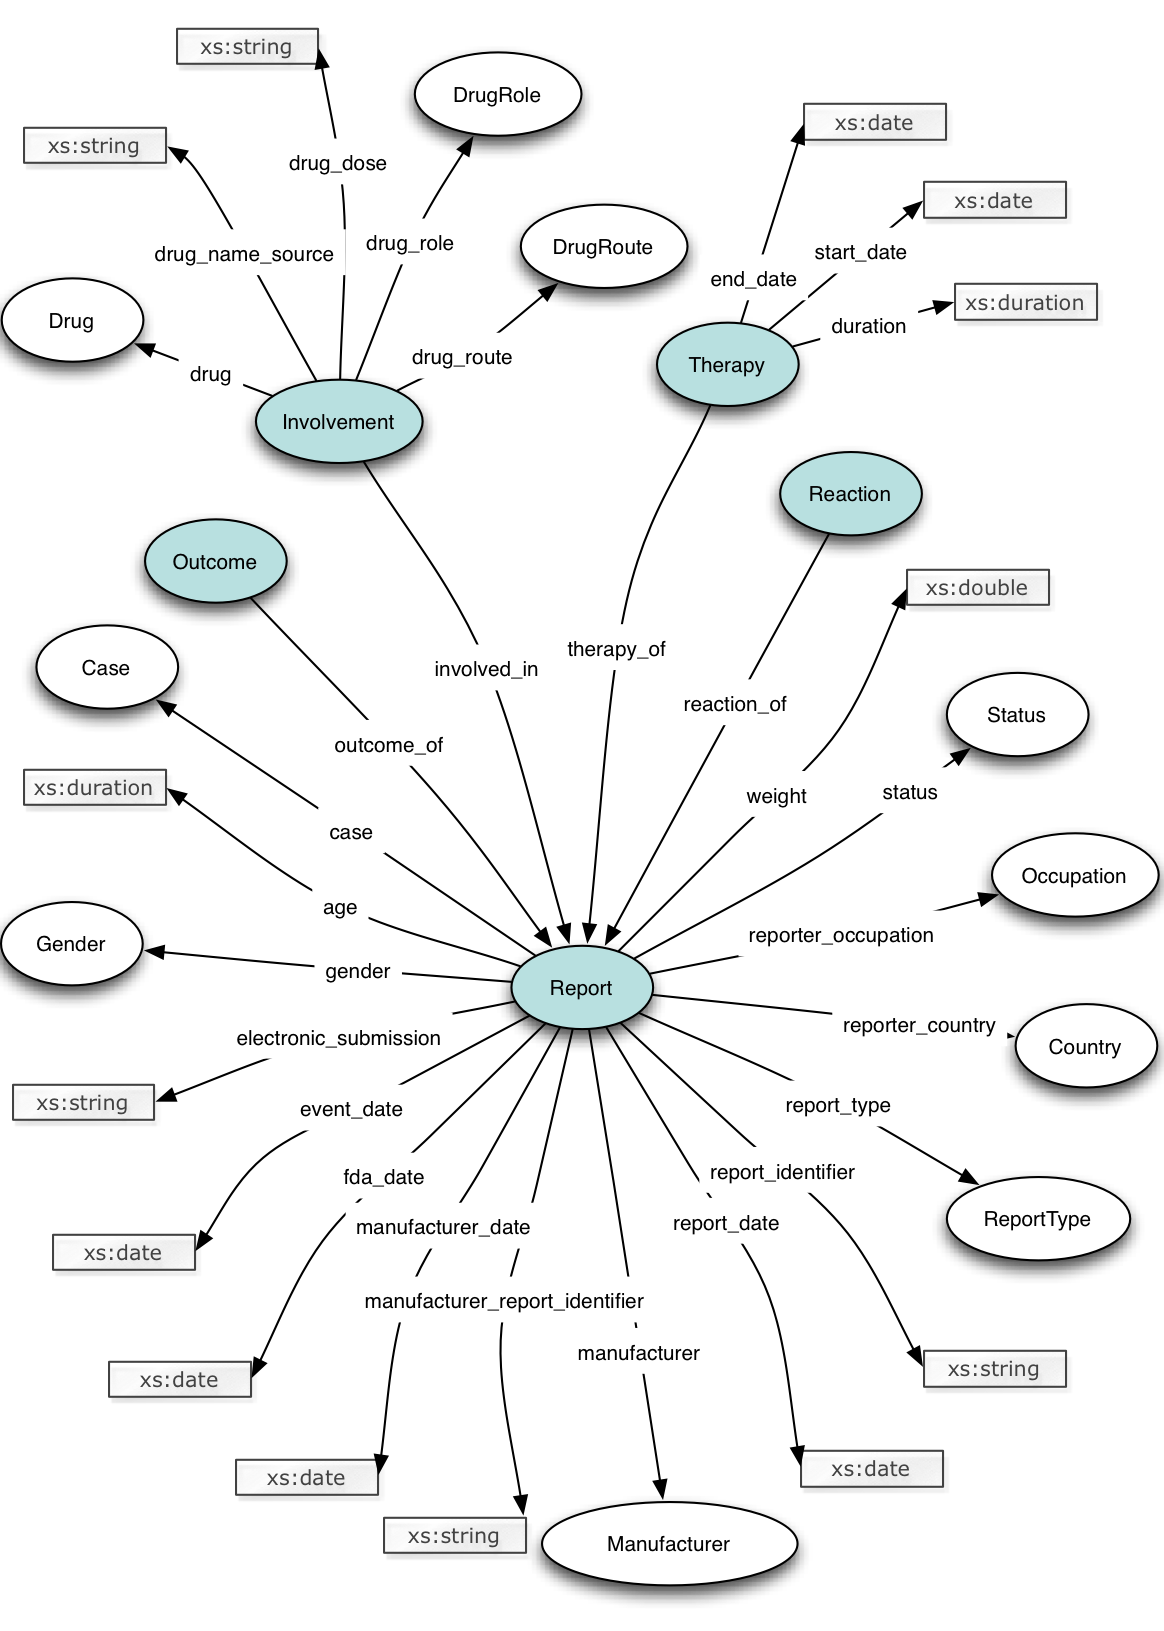 xs:string
DrugRole
xs:date
xs:string
drug_dose
xs:date
drug_role
DrugRoute
start_date
drug_name_source
end_date
xs:duration
Drug
duration
drug_route
Therapy
drug
Involvement
Reaction
Outcome
xs:double
therapy_of
Case
involved_in
reaction_of
Status
outcome_of
xs:duration
weight
status
case
Occupation
age
reporter_occupation
Gender
gender
Report
reporter_country
electronic_submission
Country
xs:string
event_date
report_type
fda_date
report_identifier
manufacturer_date
report_date
ReportType
xs:date
manufacturer_report_identifier
manufacturer
xs:date
xs:string
xs:date
xs:date
xs:string
Manufacturer